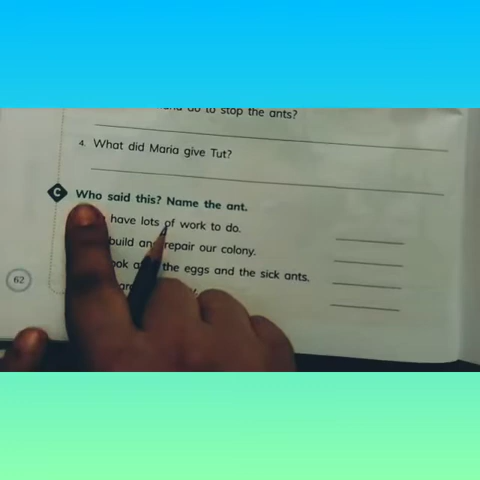 to stop the ants?
4. What did Maria give Tut?
C Who said this? Name the ant.
have lots of work to do.
build and repair our colony.
the eggs and the sick ants.
62